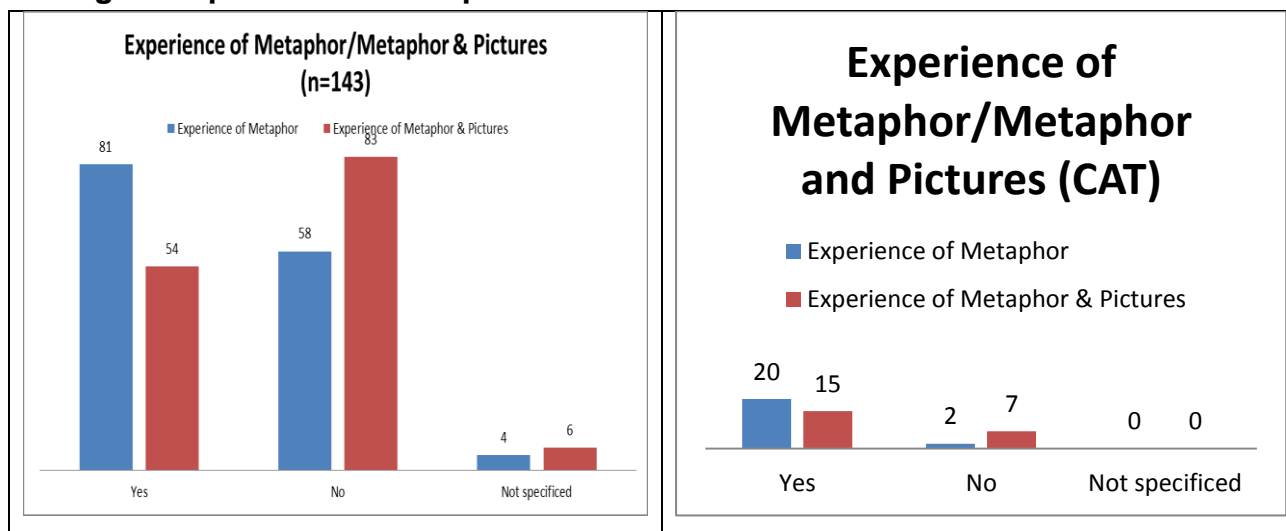 Experience of Metaphor/Metaphor & Pictures
(n=143)
Experience of Metaphor Experience of Metaphor & Pictures
81
54
58
83
4
6
Yes No Not specificed
Experience of
Metaphor/Metaphor
and Pictures (CAT)
Experience of Metaphor
Experience of Metaphor & Pictures
20
15
2
7
0
0
Yes No Not specificed